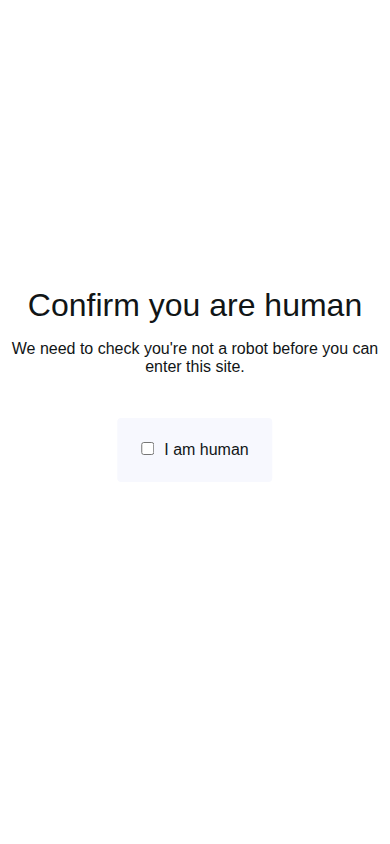 Confirm you are human
We need to check you're not a robot before you can
enter this site.
I am human